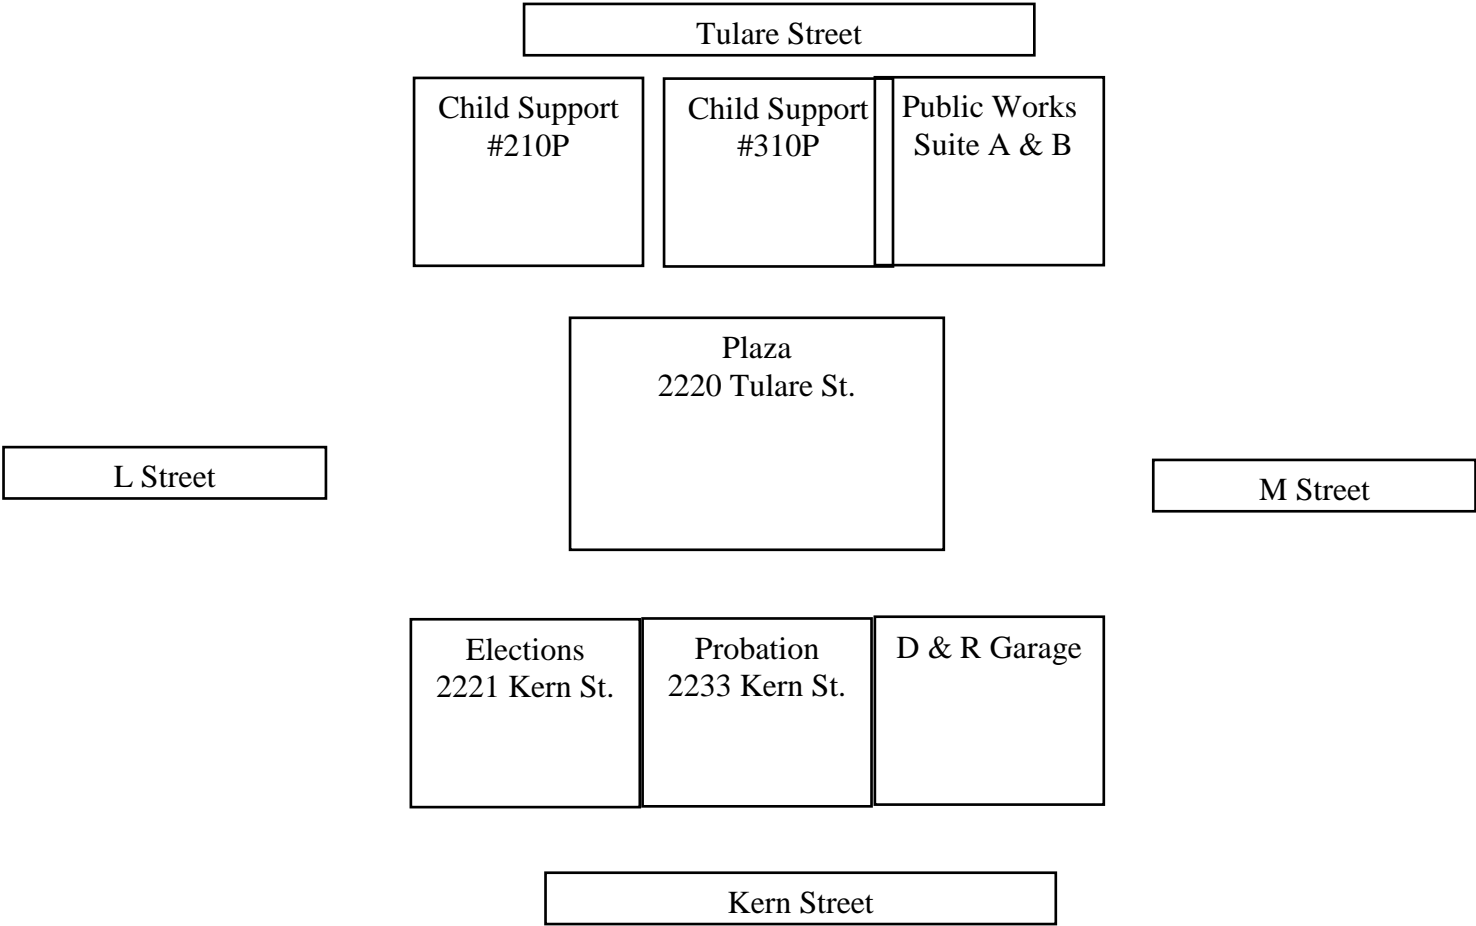 Tulare Street
Child Support
#210P
Child Support
#310P
Public Works
Suite A & B
Plaza
2220 Tulare St.
L Street
M Street
Elections
2221 Kern St.
Probation
2233 Kern St.
D & R Garage
Kern Street